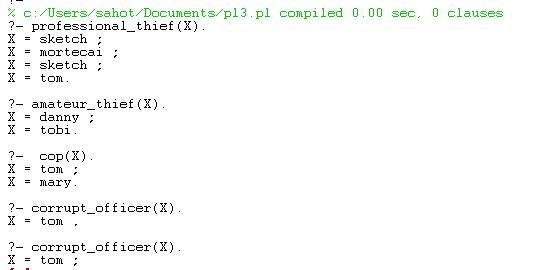 % c:/Users/sahot/Documents/pl3.pl compiled 0.00 sec, 0 clauses
?- professional_thief(X).
X = sketch ;
X = mortecai ;
X = sketch ;
X = tom.
?- amateur_thief(X).
X = danny ;
X = tobi.
?- cop(X).
X = tom ;
X = mary.
?- corrupt_officer(X).
X = tom .
?- corrupt_officer(X).
X = tom ;